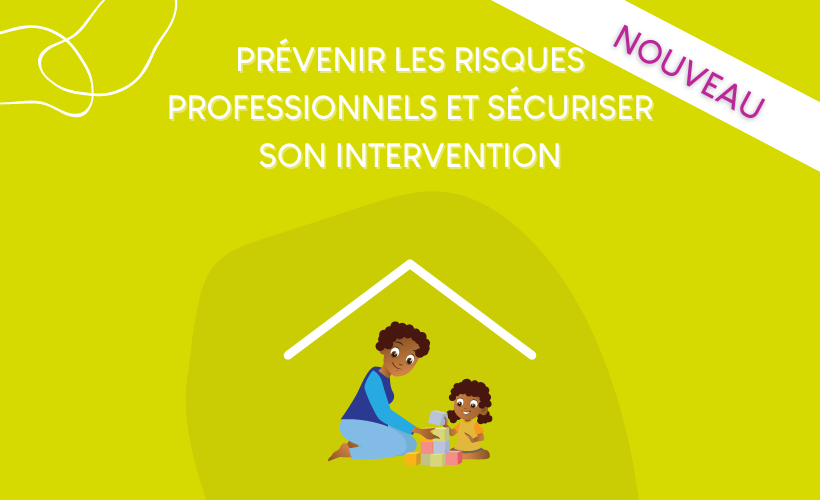 PRÉVENIR LES RISQUES
PROFESSIONNELS ET SÉCURISER
SON INTERVENTION
NOUVEAU